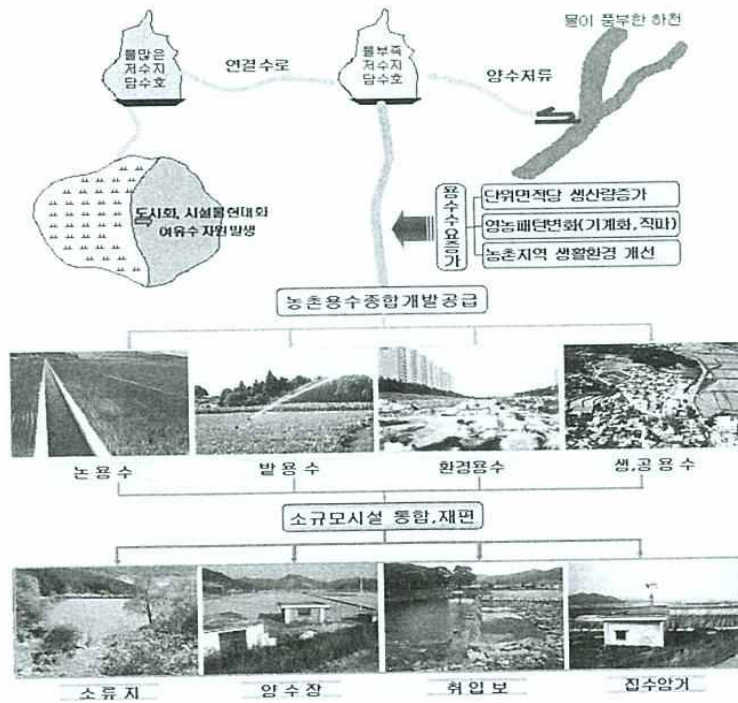 물이 풍부한 하천
물많은
저수지
담수호
연결수로
물부족
저수지
담수호
양수저류
도시화, 시설물현대화
여유수자원발생
용수수요증가
단위면적당 생산량증가
영농패턴변화(기계화,직파)
농촌지역 생활환경 개선
농촌용수종합개발공급
논용수
밭용수
환경용수
생,공용수
소규모시설 통합,재편
소류지
양수장
취입보
집수암거